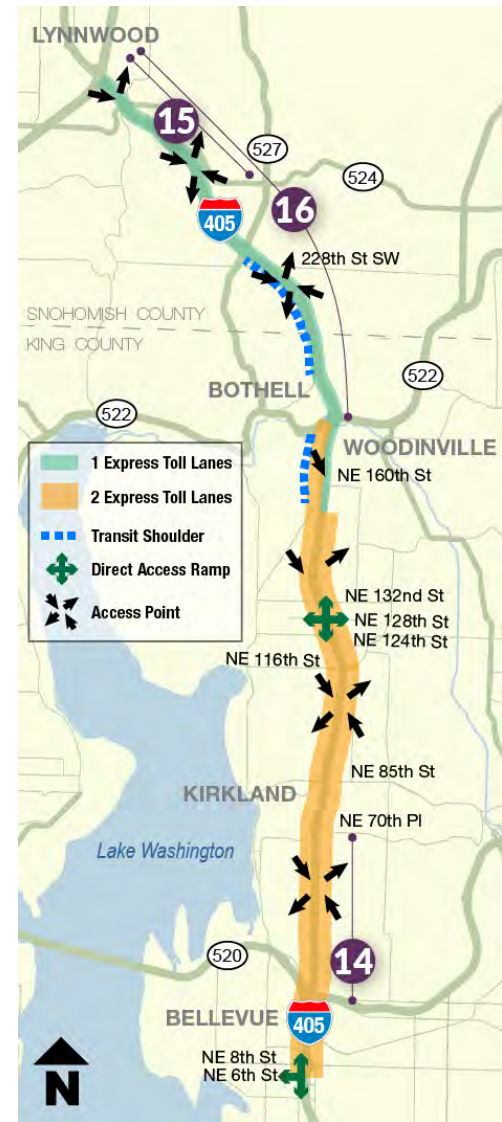 LYNNWOOD
15
527
524
16
405
228th St SW
SNOHOMISH COUNTY
KING COUNTY
BOTHELL
522
522
WOODINVILLE
1 Express Toll Lanes
2 Express Toll Lanes
Transit Shoulder
Direct Access Ramp
Access Point
NE 160th St
NE 132nd St
NE 128th St
NE 124th St
NE 116th St
NE 85th St
KIRKLAND
NE 70th Pl
Lake Washington
520
14
BELLEVUE
405
NE 8th St
NE 6th St
N